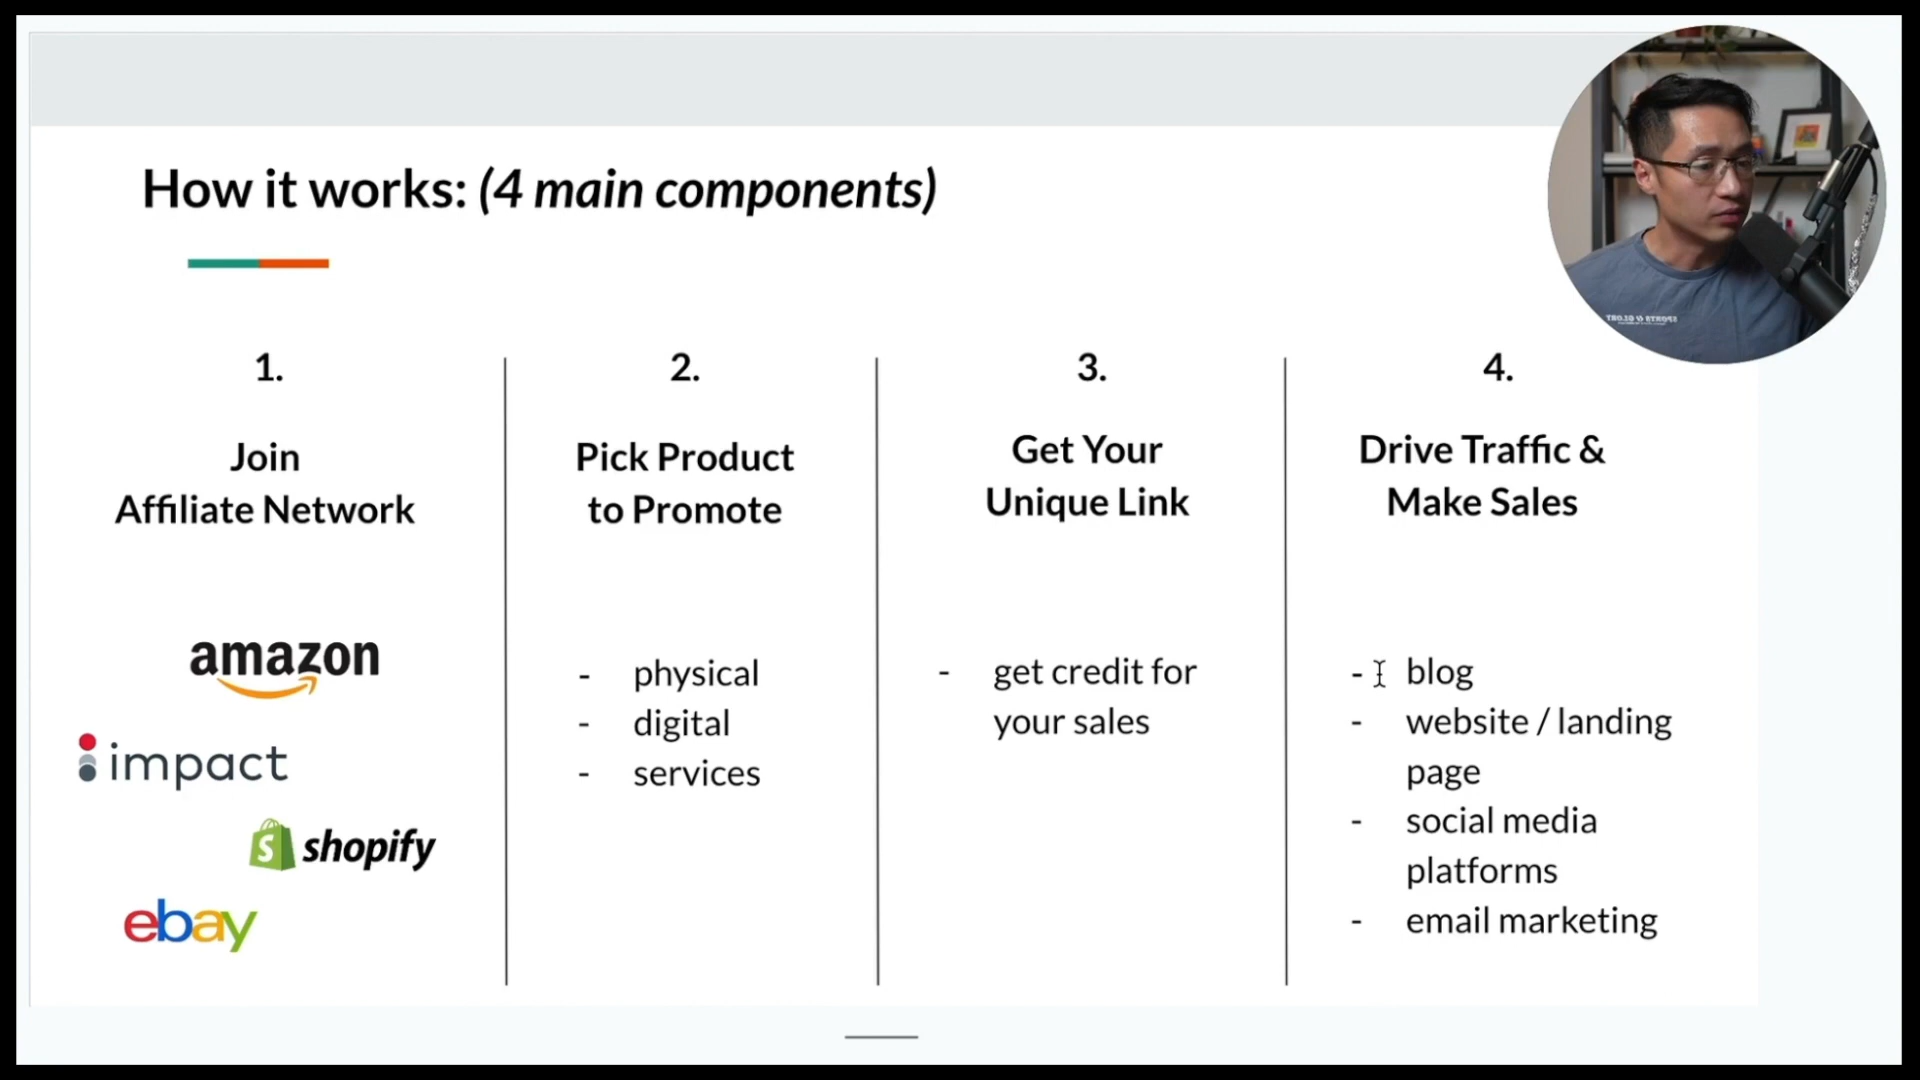 How it works: (4 main components)
1.
Join
Affiliate Network
amazon
impact
shopify
ebay
2.
Pick Product
to Promote
- physical
- digital
- services
3.
Get Your
Unique Link
- get credit for
your sales
4.
Drive Traffic &
Make Sales
- blog
- website / landing
page
- social media
platforms
- email marketing